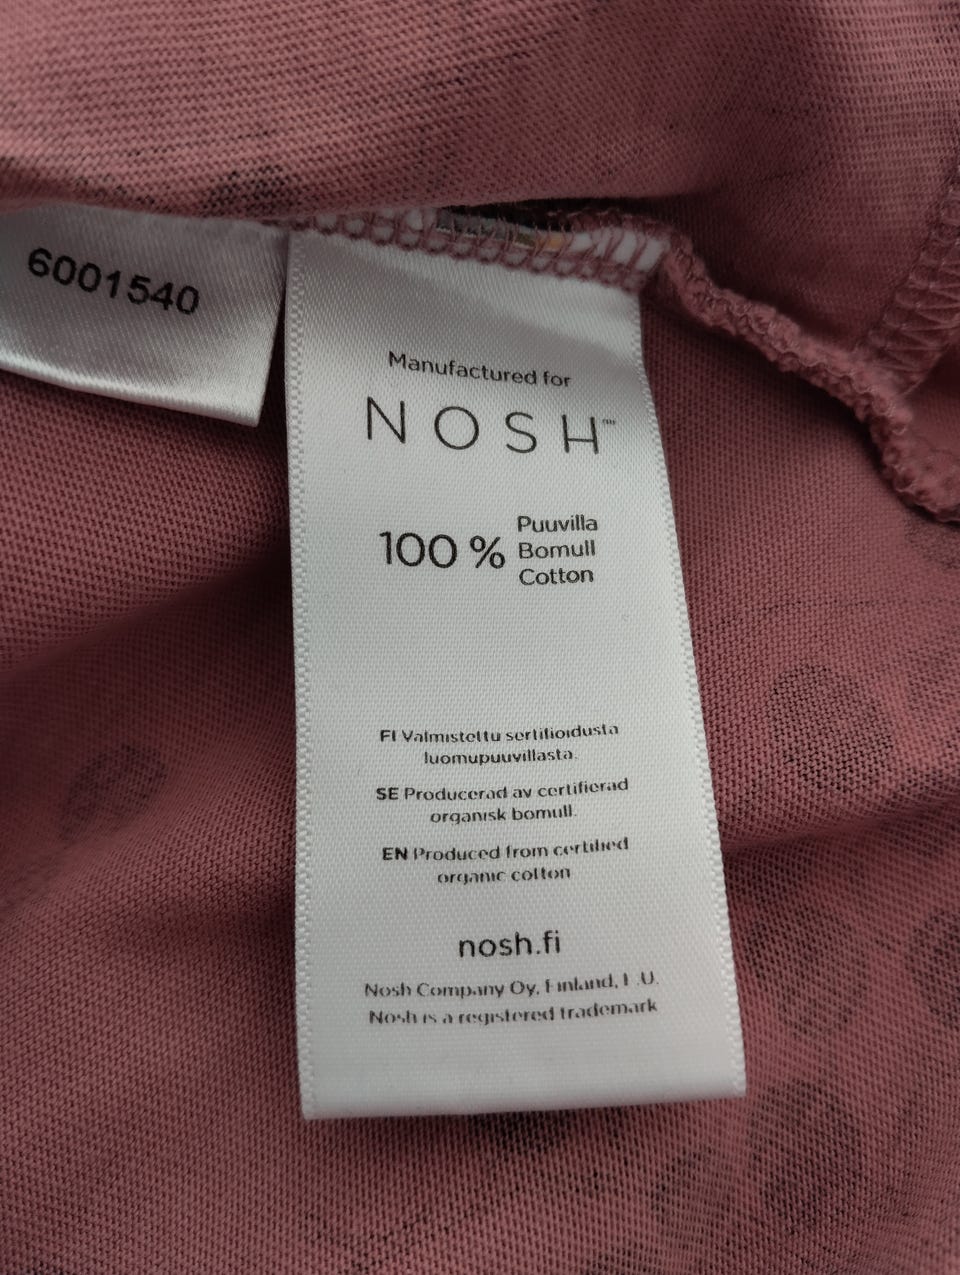 6001540
Manufactured for
NOSH™
100 % Puuvilla
Bomull
Cotton
FI Valmistettu sertifioidusta
luomupuuvillasta.
SE Producerad av certifierad
organisk bomull.
EN Produced from certified
organic cotton
nosh.fi
Nosh Company Oy, Finland, E.U.
Nosh is a registered trademark